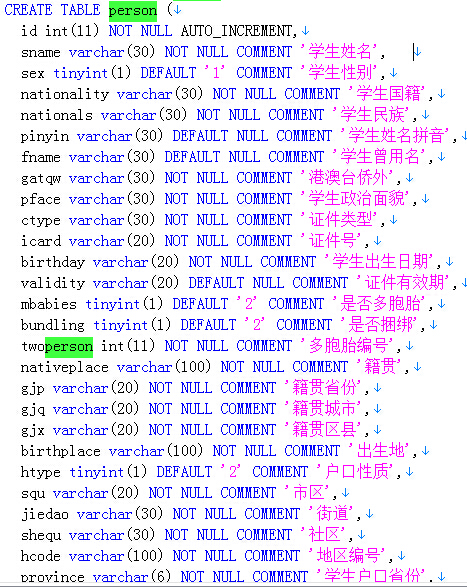 CREATE TABLE person (↓
id int(11) NOT NULL AUTO_INCREMENT,↓
sname varchar(30) NOT NULL COMMENT '学生姓名', ↓
sex tinyint(1) DEFAULT '1' COMMENT '学生性别',↓
nationality varchar(30) NOT NULL COMMENT '学生国籍',↓
nationals varchar(30) NOT NULL COMMENT '学生民族',↓
pinyin varchar(30) DEFAULT NULL COMMENT '学生姓名拼音',↓
fname varchar(30) DEFAULT NULL COMMENT '学生曾用名',↓
gatqw varchar(30) NOT NULL COMMENT '港澳台侨外',↓
pface varchar(30) NOT NULL COMMENT '学生政治面貌',↓
ctype varchar(30) NOT NULL COMMENT '证件类型',↓
icard varchar(20) NOT NULL COMMENT '证件号',↓
birthday varchar(20) NOT NULL COMMENT '学生出生日期',↓
validity varchar(20) DEFAULT NULL COMMENT '证件有效期',↓
mbabies tinyint(1) DEFAULT '2' COMMENT '是否多胞胎',↓
bundling tinyint(1) DEFAULT '2' COMMENT '是否捆绑',↓
twoperson int(11) NOT NULL COMMENT '多胞胎编号',↓
nativeplace varchar(100) NOT NULL COMMENT '籍贯',↓
gjp varchar(20) NOT NULL COMMENT '籍贯省份',↓
gjq varchar(20) NOT NULL COMMENT '籍贯城市',↓
gjx varchar(20) NOT NULL COMMENT '籍贯区县',↓
birthplace varchar(100) NOT NULL COMMENT '出生地',↓
htype tinyint(1) DEFAULT '2' COMMENT '户口性质',↓
squ varchar(20) NOT NULL COMMENT '市区',↓
jiedao varchar(30) NOT NULL COMMENT '街道',↓
shequ varchar(30) NOT NULL COMMENT '社区',↓
hcode varchar(100) NOT NULL COMMENT '地区编号',↓
province varchar(6) NOT NULL COMMENT '学生户口省份',↓